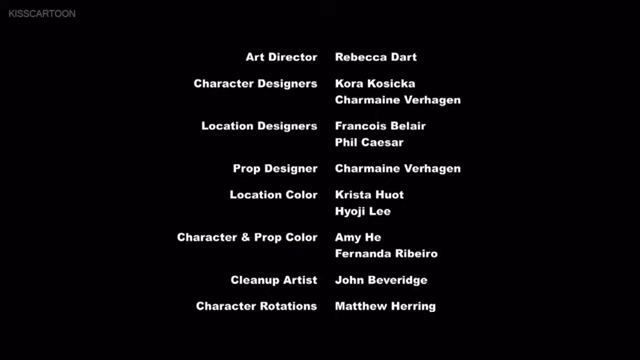 KISSCARTOON
Art Director Rebecca Dart
Character Designers Kora Kosicka
Charmaine Verhagen
Location Designers Francois Belair
Phil Caesar
Prop Designer Charmaine Verhagen
Location Color Krista Huot
Hyoji Lee
Character & Prop Color Amy He
Fernanda Ribeiro
Cleanup Artist John Beveridge
Character Rotations Matthew Herring